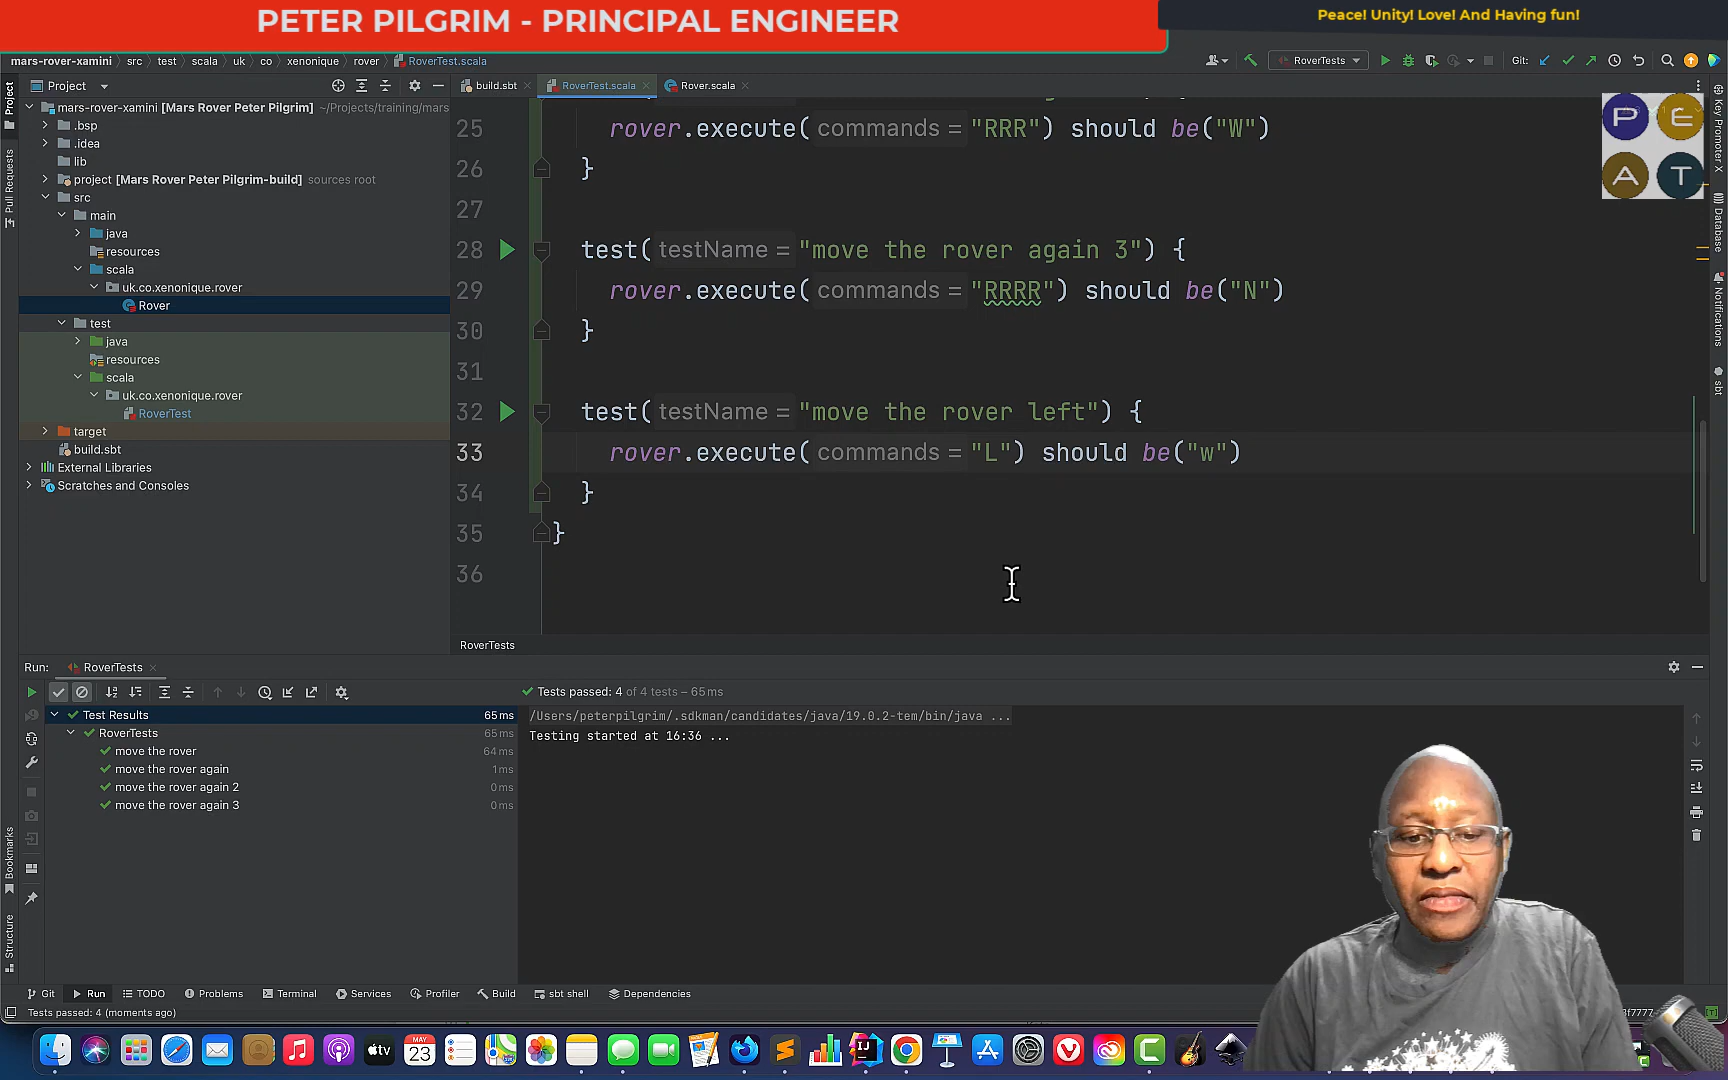 PETER PILGRIM - PRINCIPAL ENGINEER
Peace! Unity! Love! And Having fun!
mars-rover-xamini › src › test › scala › uk › co › xenonique › rover › RoverTest.scala
RoverTests
Git:
Project
build.sbt
RoverTest.scala
Rover.scala
P E
A T
mars-rover-xamini [Mars Rover Peter Pilgrim] ~/Projects/training/mars
.bsp
.idea
lib
project [Mars Rover Peter Pilgrim-build] sources root
src
main
java
resources
scala
uk.co.xenonique.rover
Rover
test
java
resources
scala
uk.co.xenonique.rover
RoverTest
target
build.sbt
External Libraries
Scratches and Consoles
Project
Pull Requests
Bookmarks
Structure
25 rover.execute( commands = "RRR") should be("W")
26 }
27
28 test( testName = "move the rover again 3") {
29 rover.execute( commands = "RRRR") should be("N")
30 }
31
32 test( testName = "move the rover left") {
33 rover.execute( commands = "L") should be("w")
34 }
35 }
36
RoverTests
Key Promoter X
Database
Notifications
sbt
Run: RoverTests
Tests passed: 4 of 4 tests – 65 ms
Test Results 65 ms
RoverTests 65 ms
move the rover 64 ms
move the rover again 1 ms
move the rover again 2 0 ms
move the rover again 3 0 ms
/Users/peterpilgrim/.sdkman/candidates/java/19.0.2-tem/bin/java ...
Testing started at 16:36 ...
Git Run TODO Problems Terminal Services Profiler Build sbt shell Dependencies
Tests passed: 4 (moments ago)
MAY
23
tv